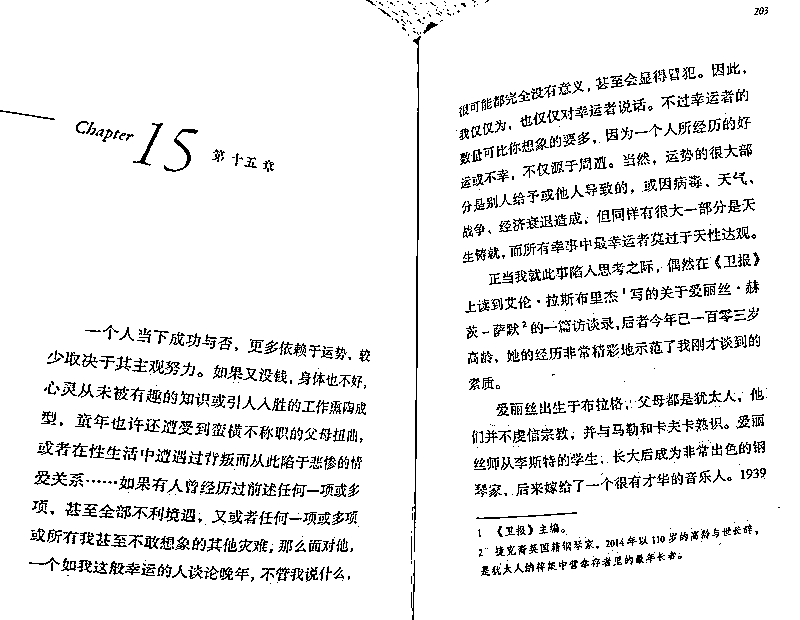 Chapter 15 第十五章
一个人当下成功与否，更多依赖于运势，较
少取决于其主观努力。如果又没钱，身体也不好，
心灵从未被有趣的知识或引人入胜的工作熏陶成
型，童年也许还遭受到蛮横不称职的父母扭曲，
或者在性生活中遭遇过背叛而从此陷于悲惨的情
爱关系……如果有人曾经历过前述任何一项或多
项，甚至全部不利境遇，又或者任何一项或多项
或所有我甚至不敢想象的其他灾难，那么面对他，
一个如我这般幸运的人谈论晚年，不管我说什么，
203
很可能都完全没有意义，甚至会显得冒犯。因此，
我仅仅为，也仅仅对幸运者说话。不过幸运者的
数量可比你想象的要多，因为一个人所经历的好
运或不幸，不仅源于周遭。当然，运势的很大部
分是别人给予或他人导致的，或因病毒、天气、
战争、经济衰退造成，但同样有很大一部分是天
生铸就，而所有幸事中最幸运者莫过于天性达观。
正当我就此事陷入思考之际，偶然在《卫报》
上读到艾伦·拉斯布里杰1写的关于爱丽丝·赫
茨－萨默2的一篇访谈录，后者今年已一百零三岁
高龄，她的经历非常精彩地示范了我刚才谈到的
素质。
爱丽丝出生于布拉格，父母都是犹太人，他
们并不虔信宗教，并与马勒和卡夫卡熟识。爱丽
丝师从李斯特的学生，长大后成为非常出色的钢
琴家，后来嫁给了一个很有才华的音乐人。1939
1 《卫报》主编。
2 捷克裔英国籍钢琴家，2014年以110岁的高龄与世长辞，
是犹太人纳粹集中营幸存者里的最年长者。